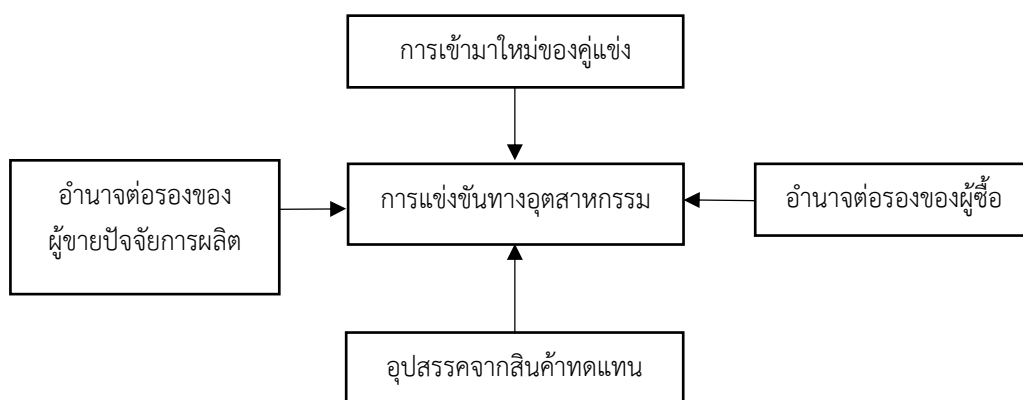 การเข้ามาใหม่ของคู่แข่ง
อำนาจต่อรองของ
ผู้ขายปัจจัยการผลิต
การแข่งขันทางอุตสาหกรรม
อำนาจต่อรองของผู้ซื้อ
อุปสรรคจากสินค้าทดแทน